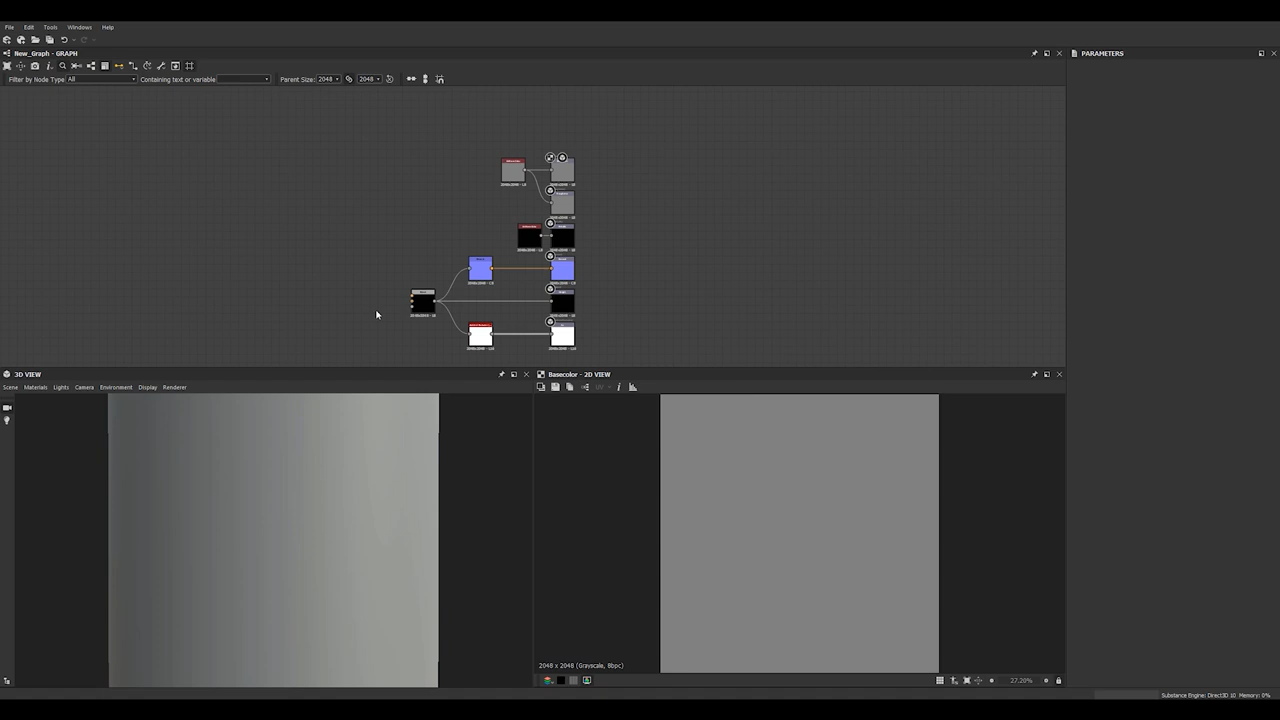 File Edit Tools Windows Help
New_Graph - GRAPH
PARAMETERS
Filter by Node Type All Containing text or variable Parent Size: 2048 2048
3D VIEW
Basecolor - 2D VIEW
Scene Materials Lights Camera Environment Display Renderer
UV
2048 x 2048 (Grayscale, 8bpc)
27.20%
Substance Engine: Direct3D 10 Memory: 0%